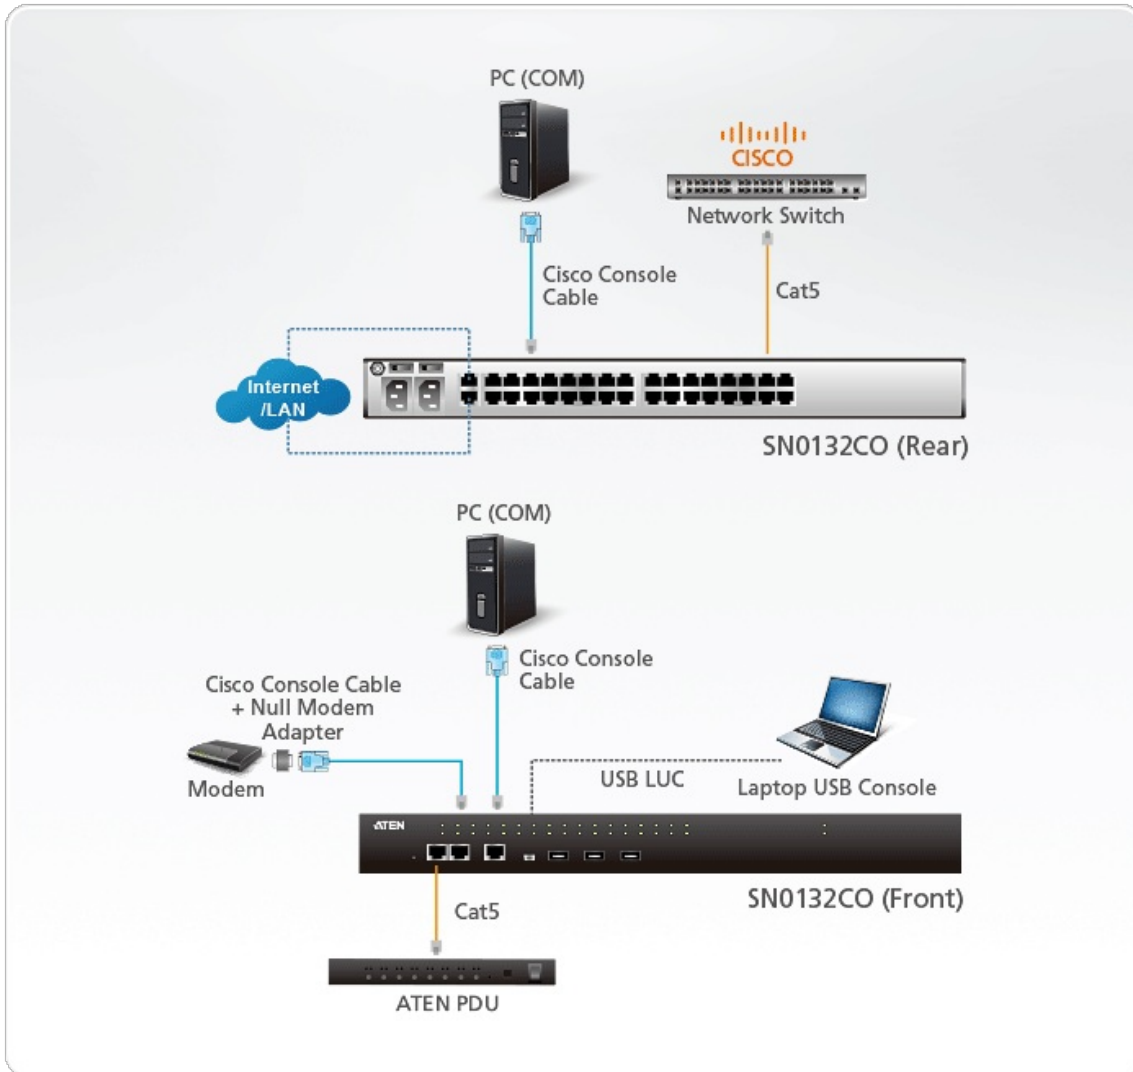 PC (COM)
CISCO
Network Switch
Cisco Console
Cable
Cat5
Internet
/LAN
SN0132CO (Rear)
PC (COM)
Cisco Console
Cable
Cisco Console Cable
+ Null Modem
Adapter
Modem
USB LUC
Laptop USB Console
ATEN
SN0132CO (Front)
Cat5
ATEN PDU